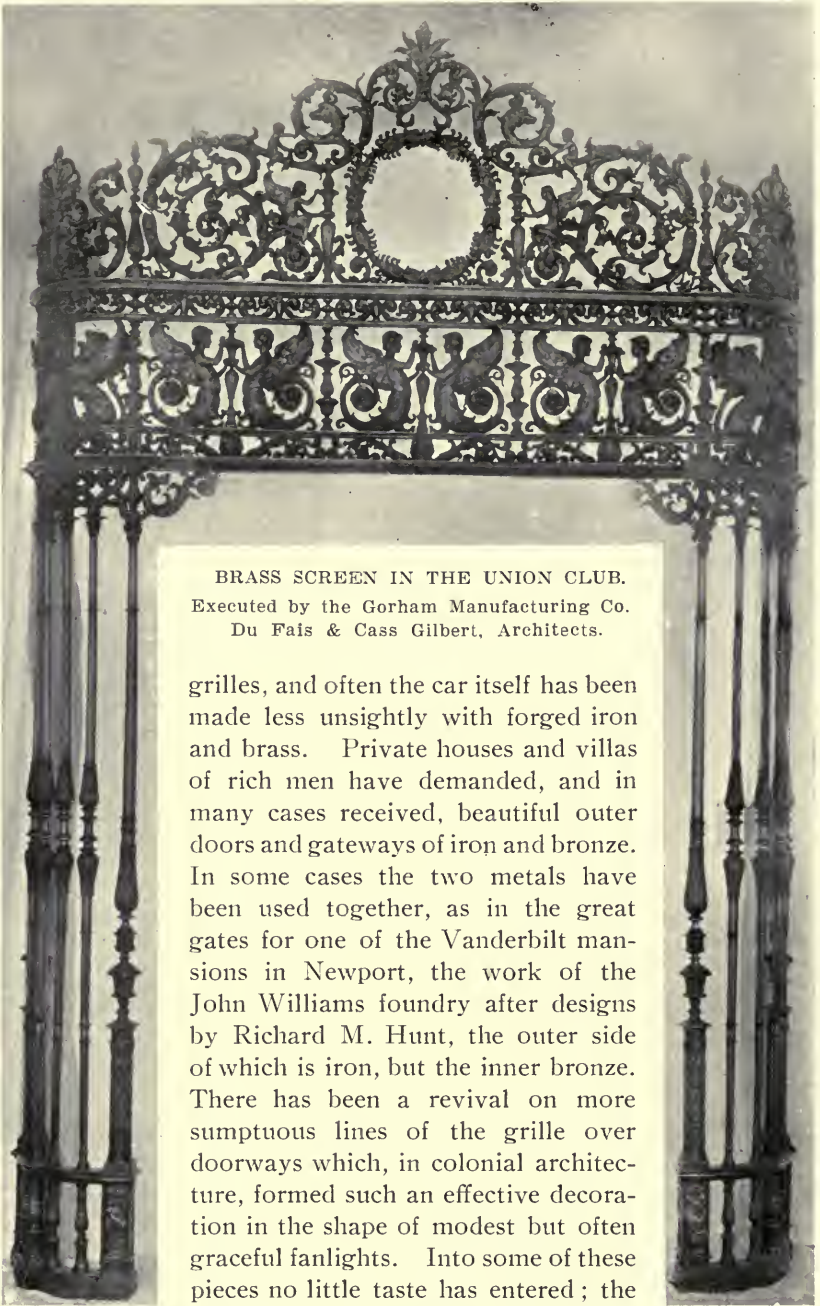 BRASS SCREEN IN THE UNION CLUB.
Executed by the Gorham Manufacturing Co.
Du Fais & Cass Gilbert, Architects.
grilles, and often the car itself has been
made less unsightly with forged iron
and brass. Private houses and villas
of rich men have demanded, and in
many cases received, beautiful outer
doors and gateways of iron and bronze.
In some cases the two metals have
been used together, as in the great
gates for one of the Vanderbilt man-
sions in Newport, the work of the
John Williams foundry after designs
by Richard M. Hunt, the outer side
of which is iron, but the inner bronze.
There has been a revival on more
sumptuous lines of the grille over
doorways which, in colonial architec-
ture, formed such an effective decora-
tion in the shape of modest but often
graceful fanlights. Into some of these
pieces no little taste has entered ; the